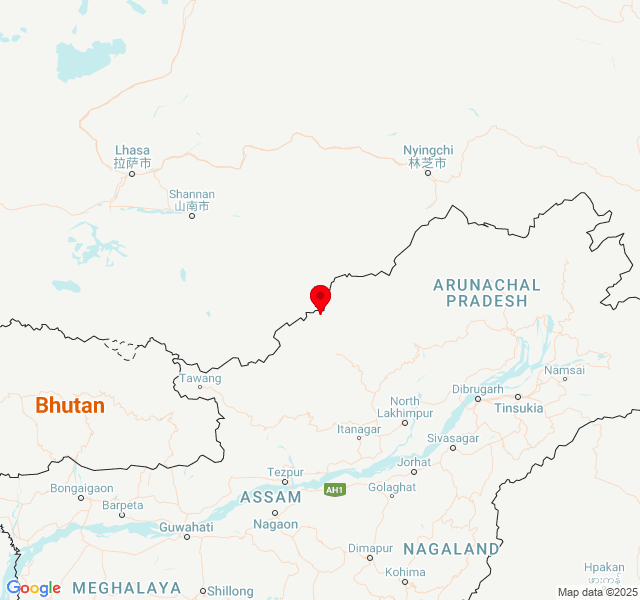 Lhasa
拉萨市
Nyingchi
林芝市
Shannan
山南市
ARUNACHAL
PRADESH
Tawang
Bhutan
Namsai
Dibrugarh
North
Lakhimpur
Tinsukia
Itanagar
Sivasagar
Tezpur
Jorhat
Bongaigaon
ASSAM
AH1
Golaghat
Barpeta
Nagaon
Guwahati
Dimapur
NAGALAND
Hpakan
Kohima
Google
MEGHALAYA
Shillong
Map data ©2025